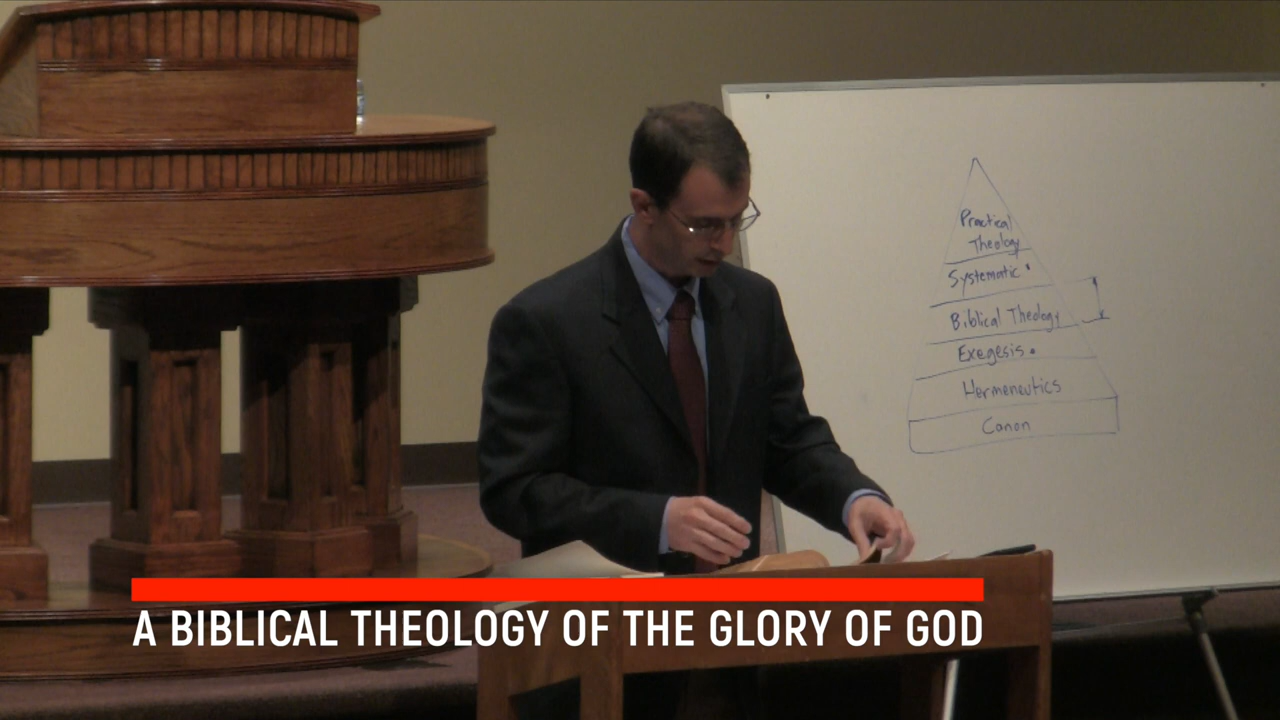 Practical
Theology
Systematic
Biblical Theology
Exegesis
Hermeneutics
Canon
A BIBLICAL THEOLOGY OF THE GLORY OF GOD